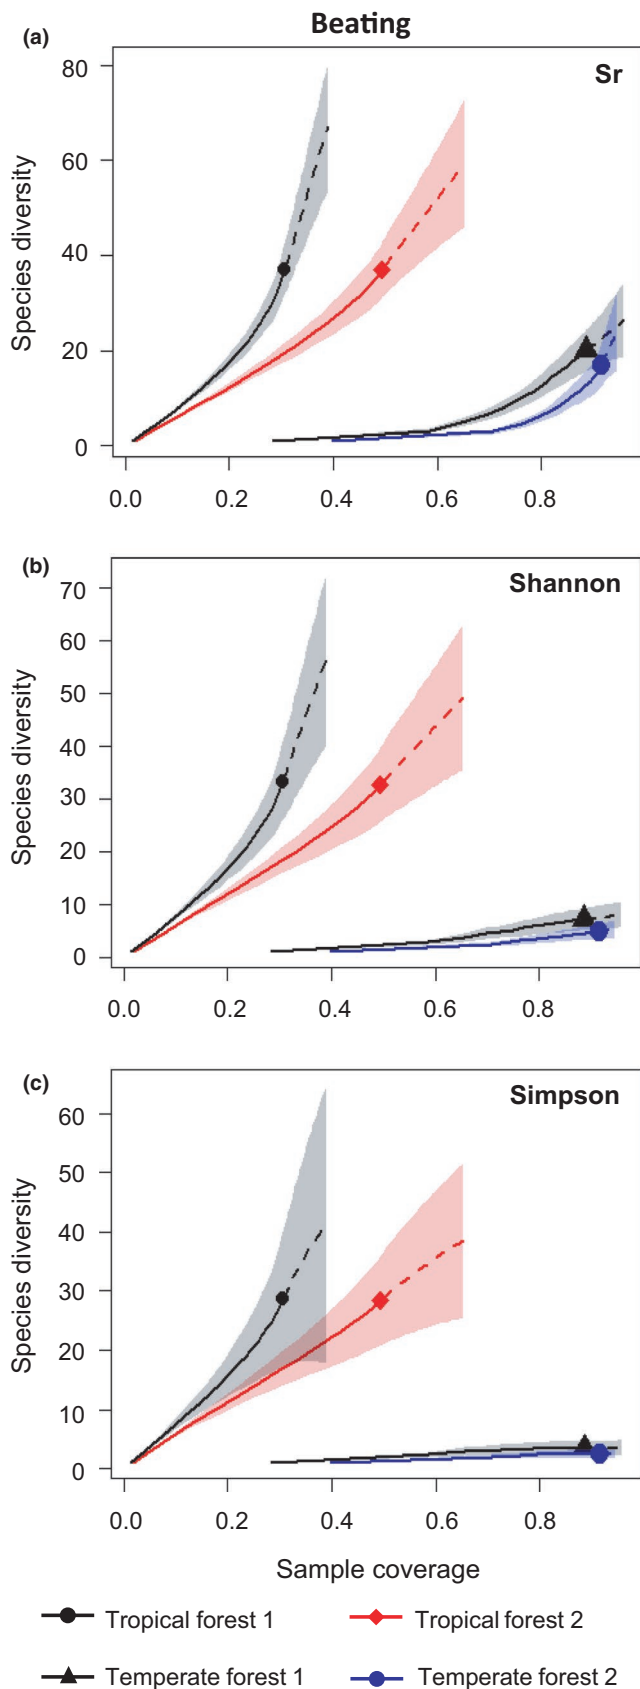 Beating
(a)
Sr
Species diversity
80
60
40
20
0
0.0 0.2 0.4 0.6 0.8
(b)
Shannon
Species diversity
70
60
50
40
30
20
10
0
0.0 0.2 0.4 0.6 0.8
(c)
Simpson
Species diversity
60
50
40
30
20
10
0
0.0 0.2 0.4 0.6 0.8
Sample coverage
Tropical forest 1 Tropical forest 2
Temperate forest 1 Temperate forest 2